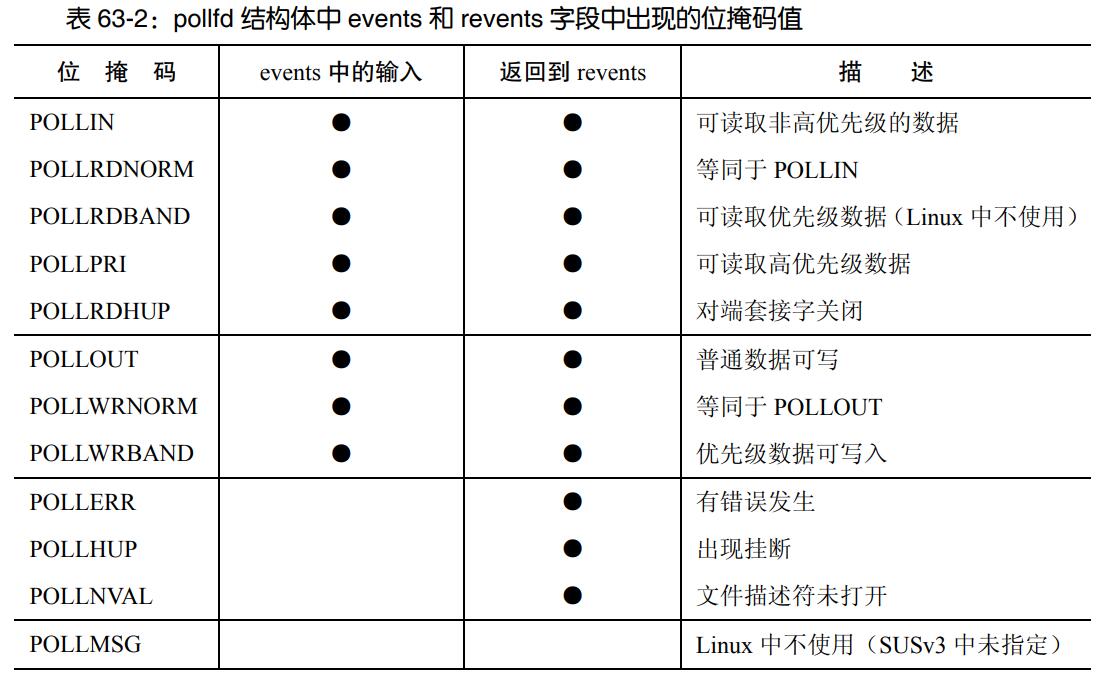 表 63-2：pollfd 结构体中 events 和 revents 字段中出现的位掩码值
位 掩 码 events 中的输入 返回到 revents 描 述
POLLIN ● ● 可读取非高优先级的数据
POLLRDNORM ● ● 等同于 POLLIN
POLLRDBAND ● ● 可读取优先级数据（Linux 中不使用）
POLLPRI ● ● 可读取高优先级数据
POLLRDHUP ● ● 对端套接字关闭
POLLOUT ● ● 普通数据可写
POLLWRNORM ● ● 等同于 POLLOUT
POLLWRBAND ● ● 优先级数据可写入
POLLERR ● 有错误发生
POLLHUP ● 出现挂断
POLLNVAL ● 文件描述符未打开
POLLMSG Linux 中不使用（SUSv3 中未指定）